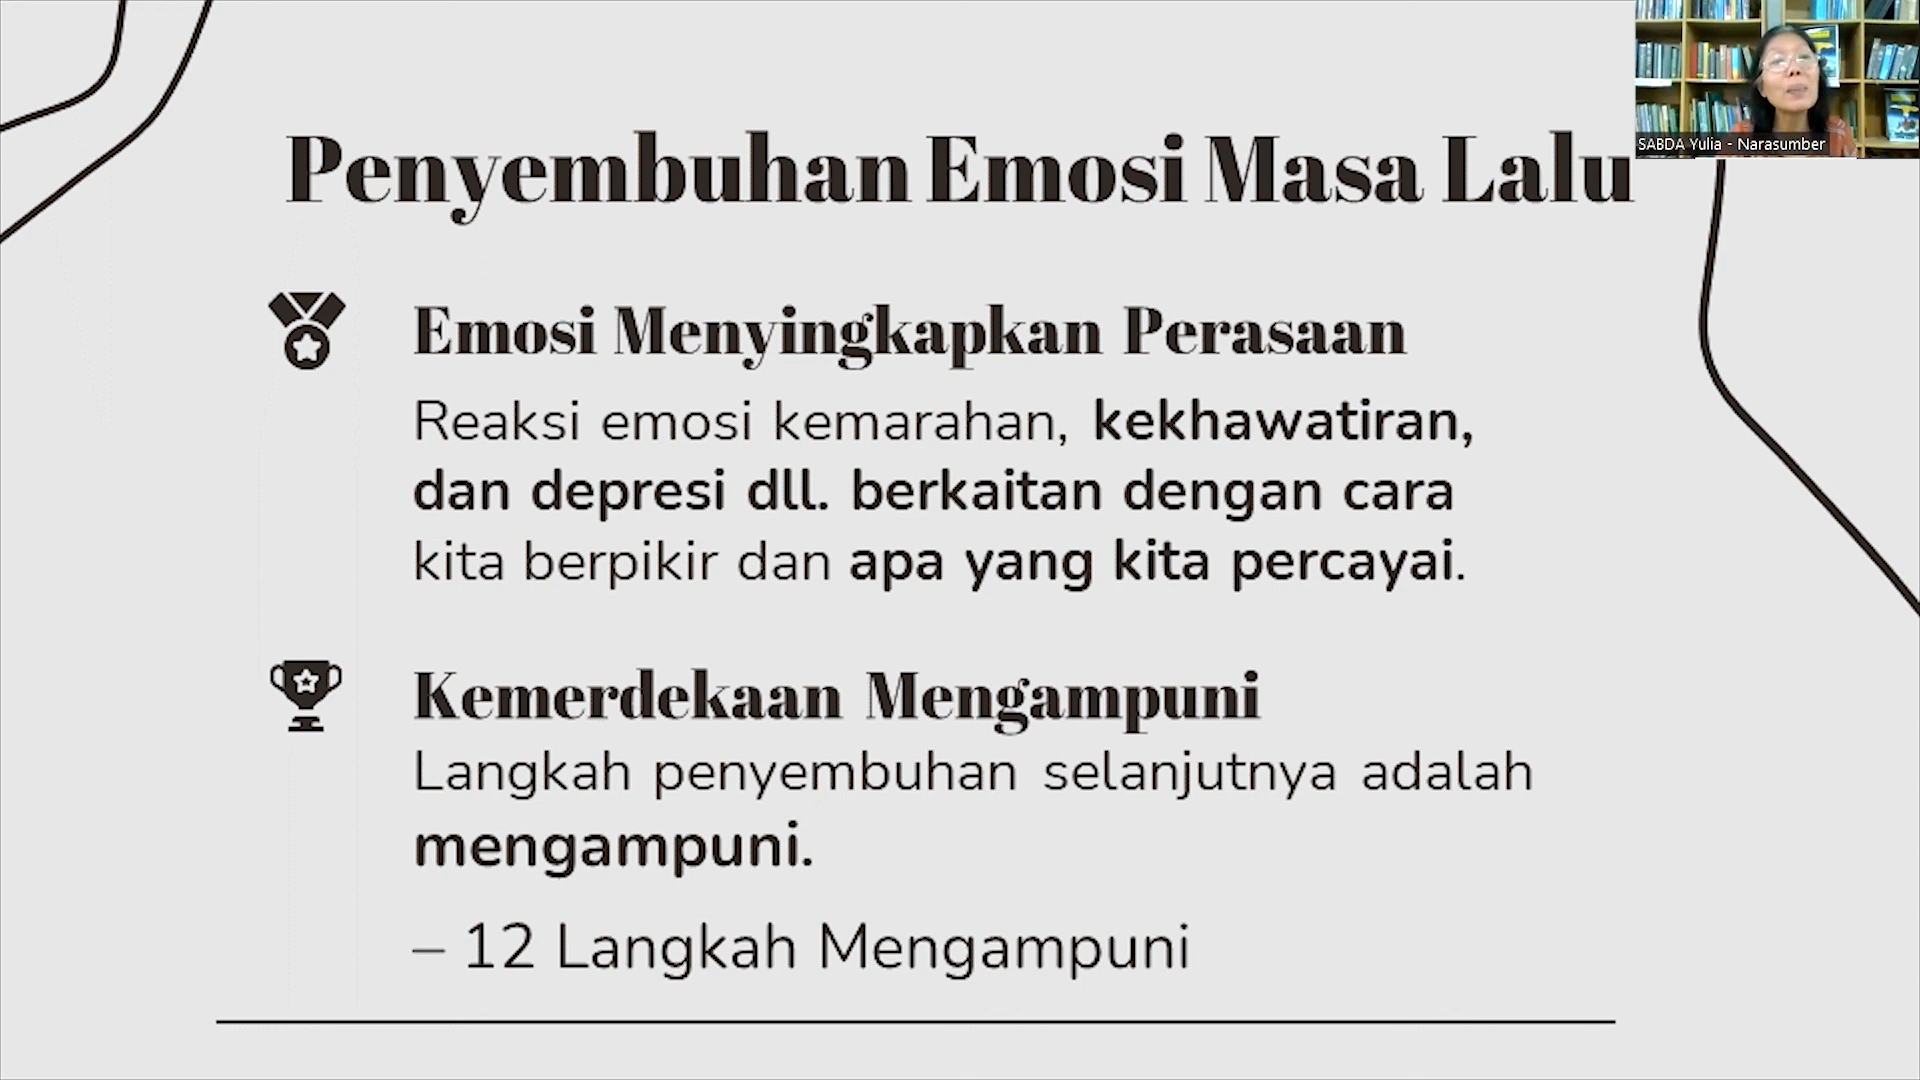 Penyembuhan Emosi Masa Lalu
SABDA Yulia - Narasumber
Emosi Menyingkapkan Perasaan
Reaksi emosi kemarahan, kekhawatiran,
dan depresi dll. berkaitan dengan cara
kita berpikir dan apa yang kita percayai.
Kemerdekaan Mengampuni
Langkah penyembuhan selanjutnya adalah
mengampuni.
– 12 Langkah Mengampuni